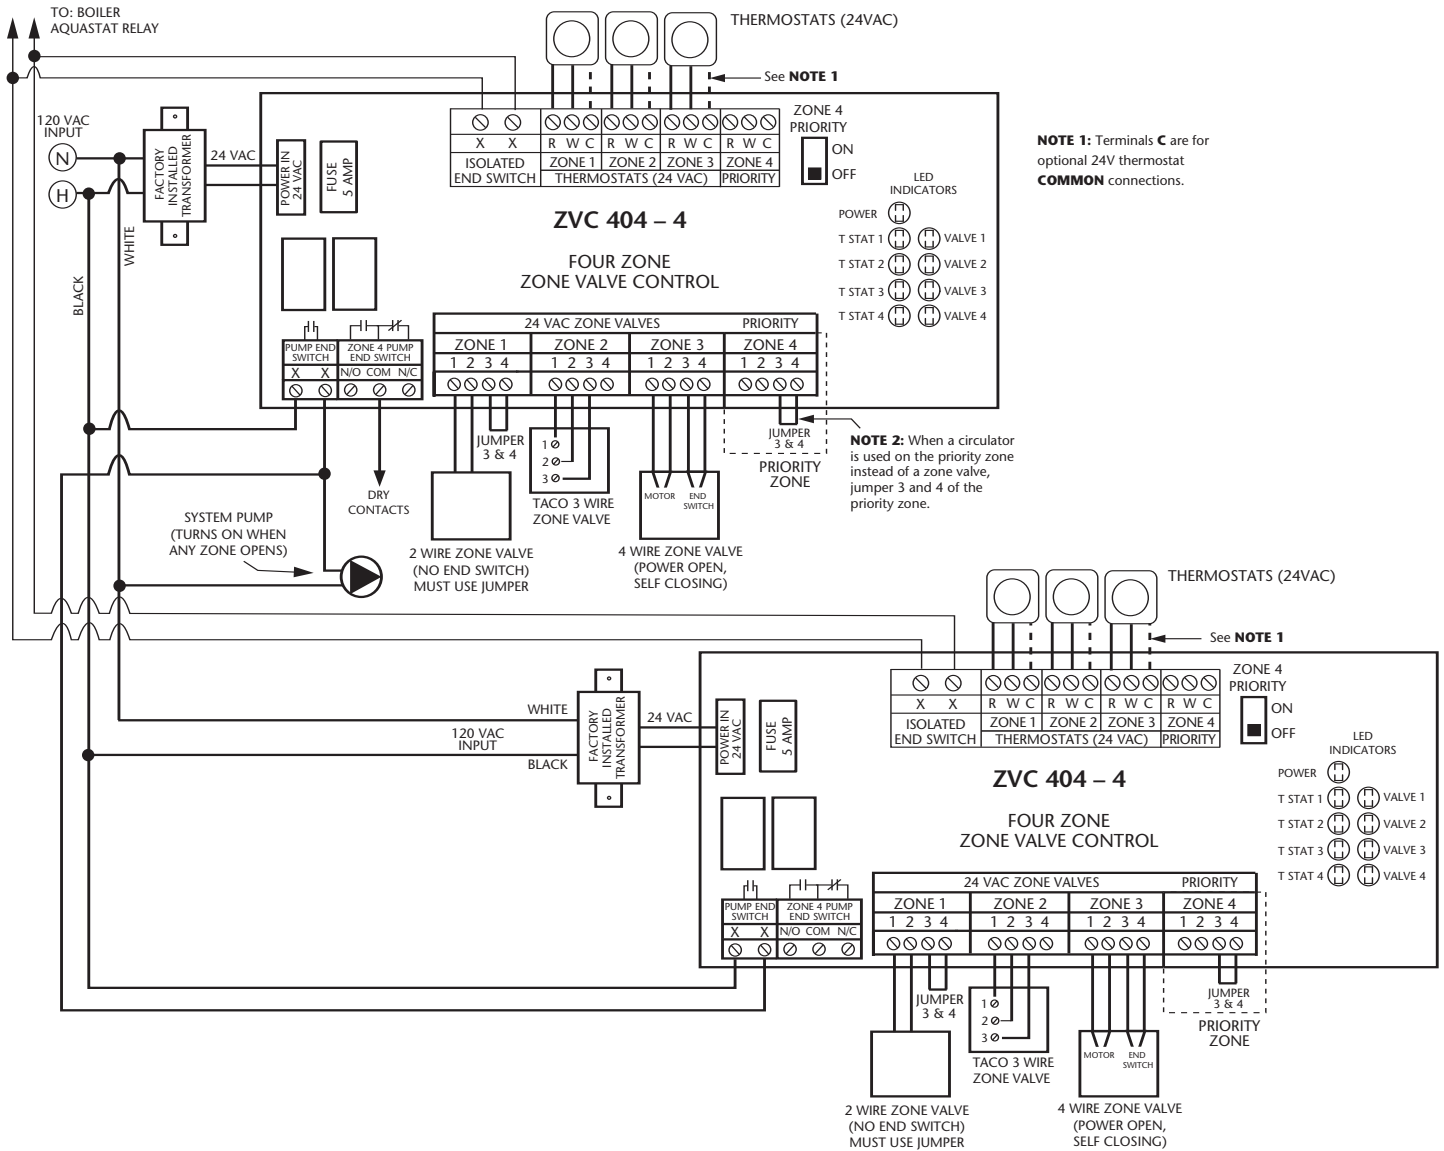 TO: BOILER
AQUASTAT RELAY
THERMOSTATS (24VAC)
See NOTE 1
120 VAC
INPUT
N
H
FACTORY
INSTALLED
TRANSFORMER
24 VAC
POWER IN
24 VAC
FUSE
5 AMP
WHITE
BLACK
X X
ISOLATED
END SWITCH
R W C R W C R W C R W C
ZONE 1 ZONE 2 ZONE 3 ZONE 4
THERMOSTATS (24 VAC) PRIORITY
ZONE 4
PRIORITY
ON
OFF
NOTE 1: Terminals C are for
optional 24V thermostat
COMMON connections.
LED
INDICATORS
POWER
T STAT 1 VALVE 1
T STAT 2 VALVE 2
T STAT 3 VALVE 3
T STAT 4 VALVE 4
ZVC 404 – 4
FOUR ZONE
ZONE VALVE CONTROL
PUMP END
SWITCH
X X
ZONE 4 PUMP
END SWITCH
N/O COM N/C
24 VAC ZONE VALVES PRIORITY
ZONE 1 ZONE 2 ZONE 3 ZONE 4
1 2 3 4 1 2 3 4 1 2 3 4 1 2 3 4
JUMPER
3 & 4
1
2
3
MOTOR
END
SWITCH
JUMPER
3 & 4
PRIORITY
ZONE
NOTE 2: When a circulator
is used on the priority zone
instead of a zone valve,
jumper 3 and 4 of the
priority zone.
DRY
CONTACTS
SYSTEM PUMP
(TURNS ON WHEN
ANY ZONE OPENS)
2 WIRE ZONE VALVE
(NO END SWITCH)
MUST USE JUMPER
TACO 3 WIRE
ZONE VALVE
4 WIRE ZONE VALVE
(POWER OPEN,
SELF CLOSING)
THERMOSTATS (24VAC)
See NOTE 1
WHITE
120 VAC
INPUT
BLACK
FACTORY
INSTALLED
TRANSFORMER
24 VAC
POWER IN
24 VAC
FUSE
5 AMP
X X
ISOLATED
END SWITCH
R W C R W C R W C R W C
ZONE 1 ZONE 2 ZONE 3 ZONE 4
THERMOSTATS (24 VAC) PRIORITY
ZONE 4
PRIORITY
ON
OFF
LED
INDICATORS
POWER
T STAT 1 VALVE 1
T STAT 2 VALVE 2
T STAT 3 VALVE 3
T STAT 4 VALVE 4
ZVC 404 – 4
FOUR ZONE
ZONE VALVE CONTROL
PUMP END
SWITCH
X X
ZONE 4 PUMP
END SWITCH
N/O COM N/C
24 VAC ZONE VALVES PRIORITY
ZONE 1 ZONE 2 ZONE 3 ZONE 4
1 2 3 4 1 2 3 4 1 2 3 4 1 2 3 4
JUMPER
3 & 4
1
2
3
MOTOR
END
SWITCH
JUMPER
3 & 4
PRIORITY
ZONE
2 WIRE ZONE VALVE
(NO END SWITCH)
MUST USE JUMPER
TACO 3 WIRE
ZONE VALVE
4 WIRE ZONE VALVE
(POWER OPEN,
SELF CLOSING)